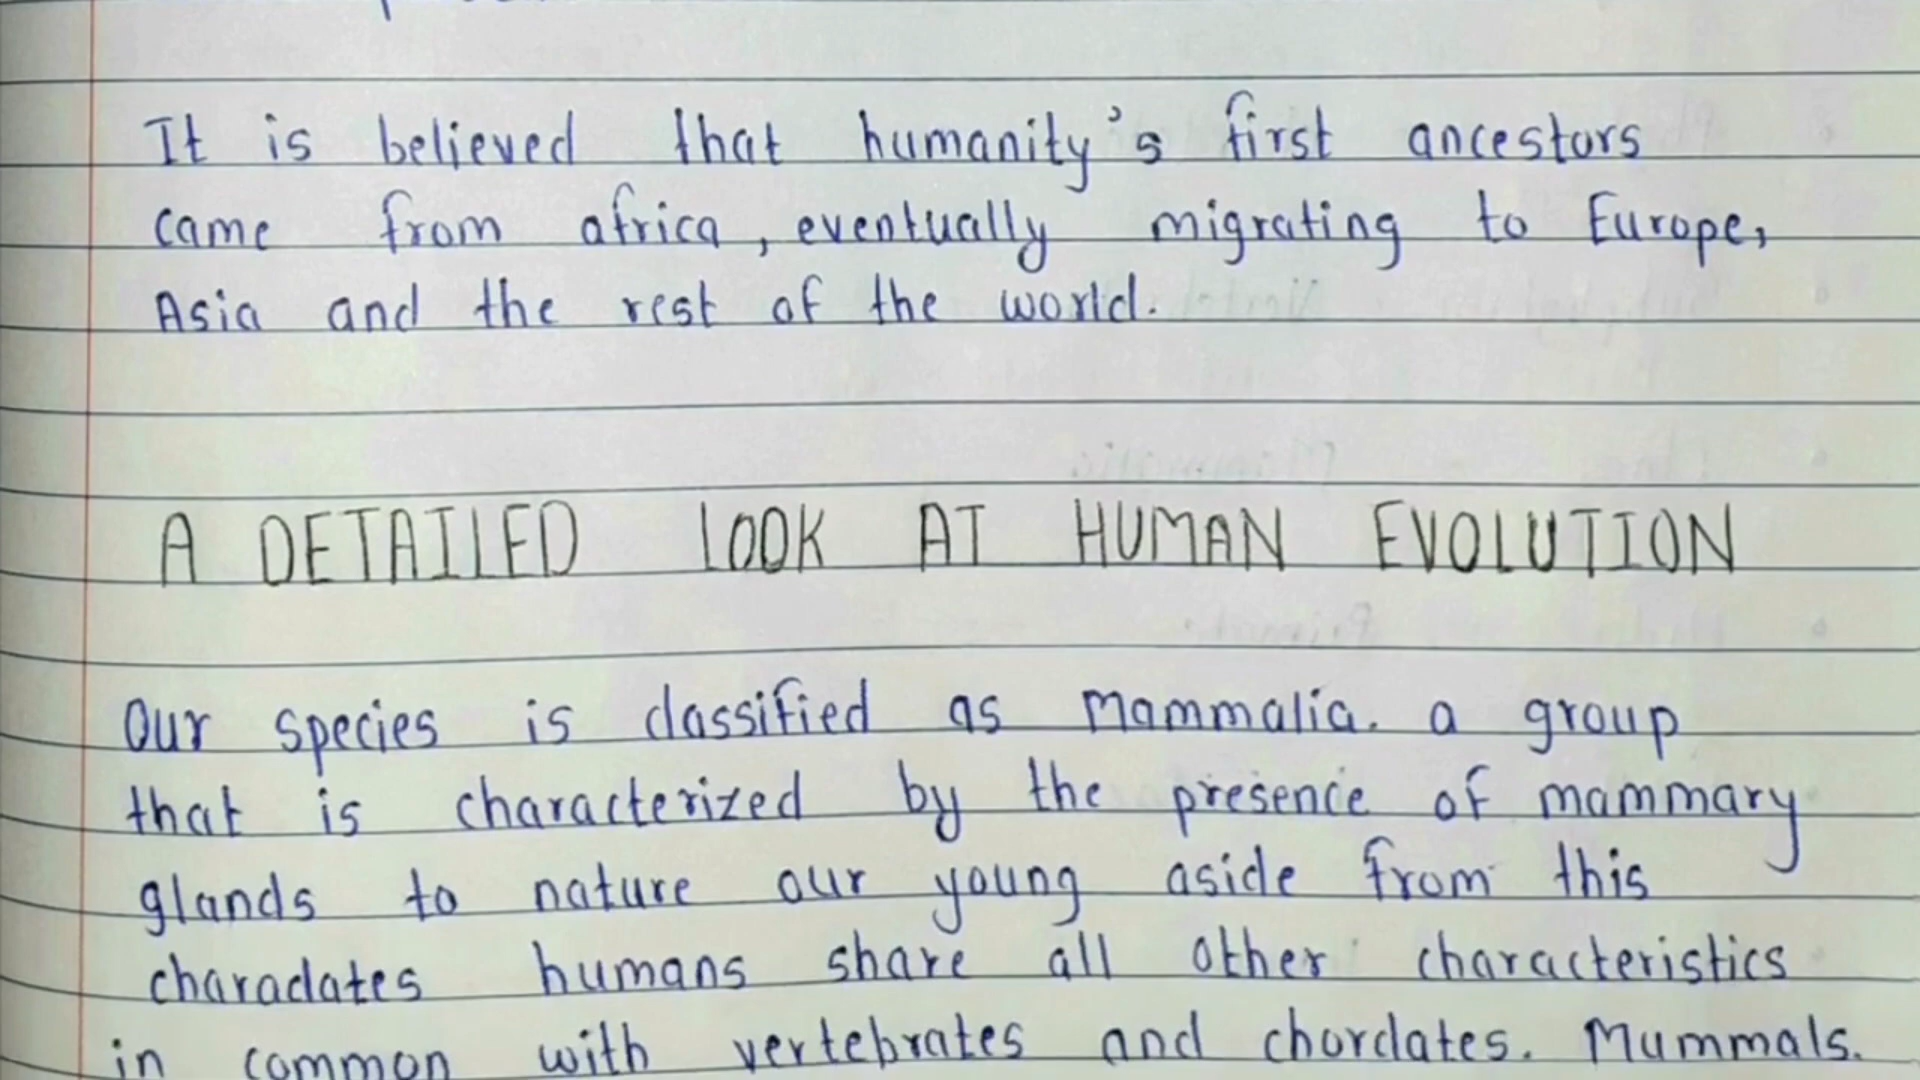 It is believed that humanity's first ancestors
came from africa, eventually migrating to Europe,
Asia and the rest of the world.
A DETAILED LOOK AT HUMAN EVOLUTION
Our species is classified as Mammalia. a group
that is characterized by the presence of mammary
glands to nature our young aside from this
charadates humans share all other characteristics
in common with vertebrates and chordates. Mummals.